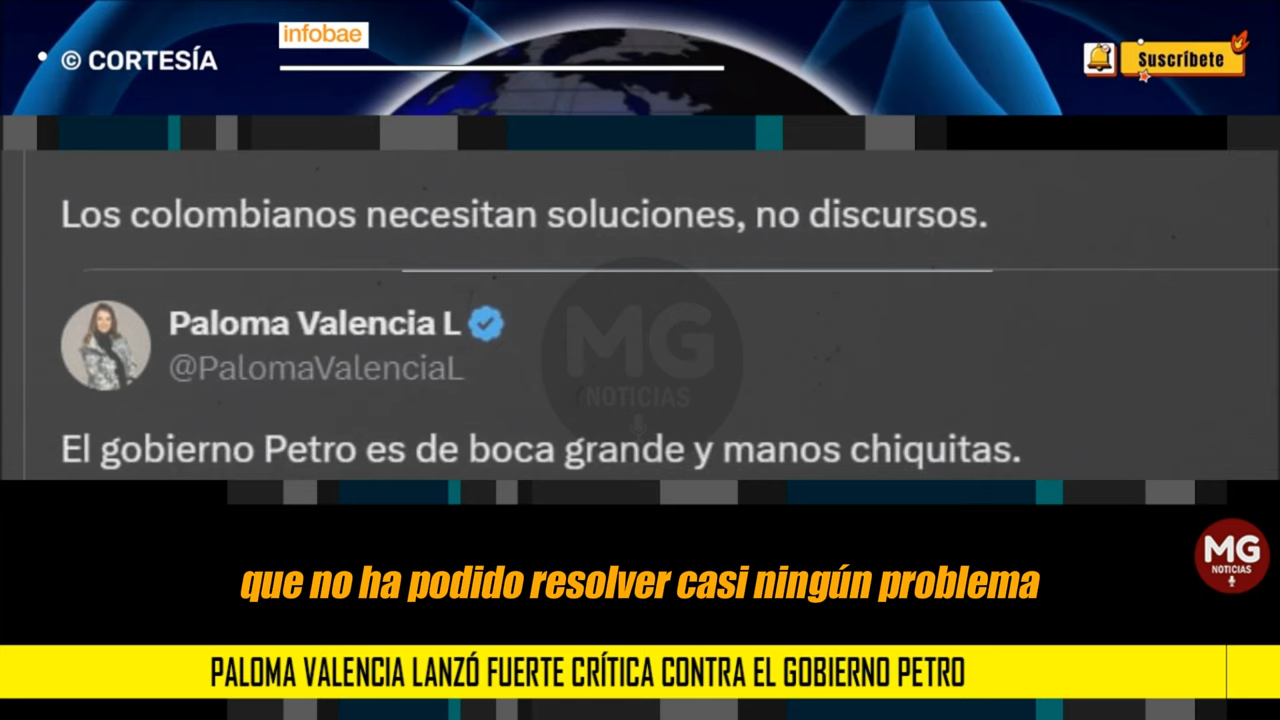 infobae
© CORTESÍA
Suscríbete
Los colombianos necesitan soluciones, no discursos.
Paloma Valencia L
@PalomaValenciaL
MG
NOTICIAS
El gobierno Petro es de boca grande y manos chiquitas.
que no ha podido resolver casi ningún problema
MG
NOTICIAS
PALOMA VALENCIA LANZÓ FUERTE CRÍTICA CONTRA EL GOBIERNO PETRO